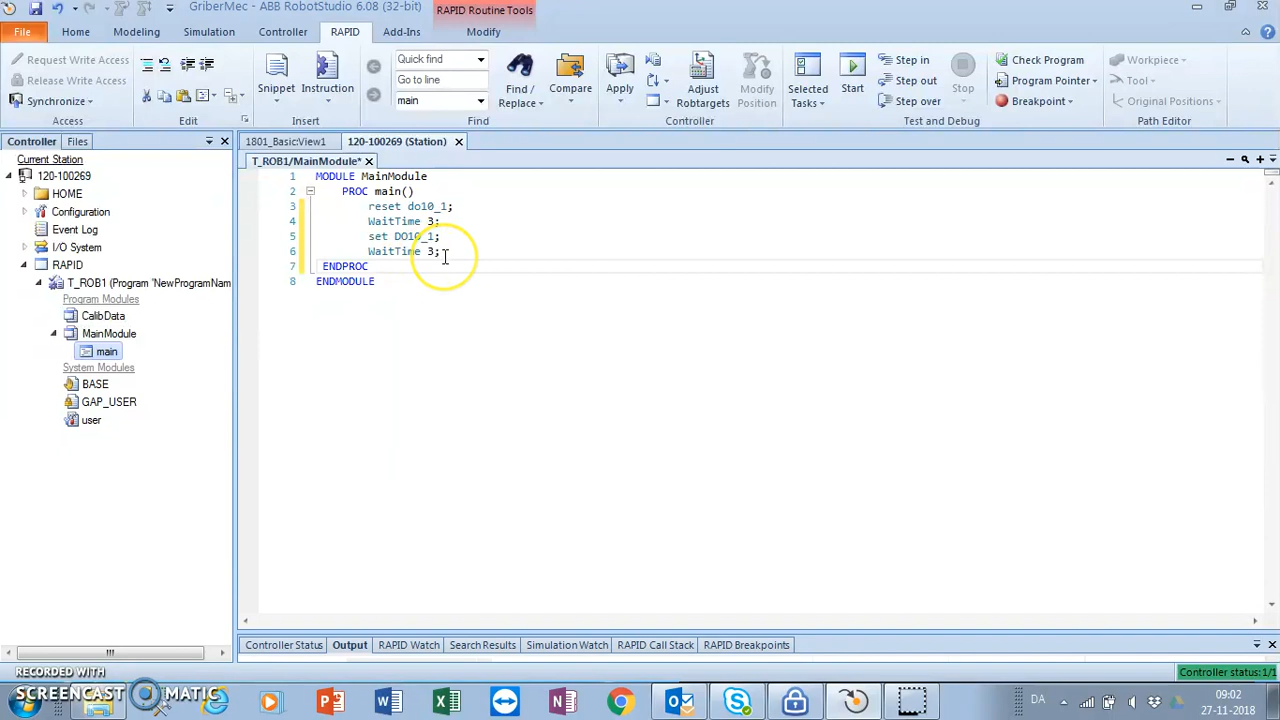 GriberMec - ABB RobotStudio 6.08 (32-bit)
RAPID Routine Tools
File Home Modeling Simulation Controller RAPID Add-Ins Modify
Request Write Access
Release Write Access
Synchronize
Access
Edit
Snippet
Instruction
Insert
Quick find
Go to line
main
Find / Replace
Compare
Find
Apply
Adjust Robtargets
Modify Position
Controller
Selected Tasks
Start
Step in
Step out
Step over
Stop
Check Program
Program Pointer
Breakpoint
Test and Debug
Workpiece
Tool
Original Positions
Path Editor
Controller Files
Current Station
120-100269
HOME
Configuration
Event Log
I/O System
RAPID
T_ROB1 (Program 'NewProgramNam
Program Modules
CalibData
MainModule
main
System Modules
BASE
GAP_USER
user
1801_Basic:View1 120-100269 (Station)
T_ROB1/MainModule*
1 MODULE MainModule
2 PROC main()
3 reset do10_1;
4 WaitTime 3;
5 set DO10_1;
6 WaitTime 3;
7 ENDPROC
8 ENDMODULE
Controller Status Output RAPID Watch Search Results Simulation Watch RAPID Call Stack RAPID Breakpoints
Controller status: 1/1
RECORDED WITH
SCREENCAST MATIC
DA
09:02
27-11-2018